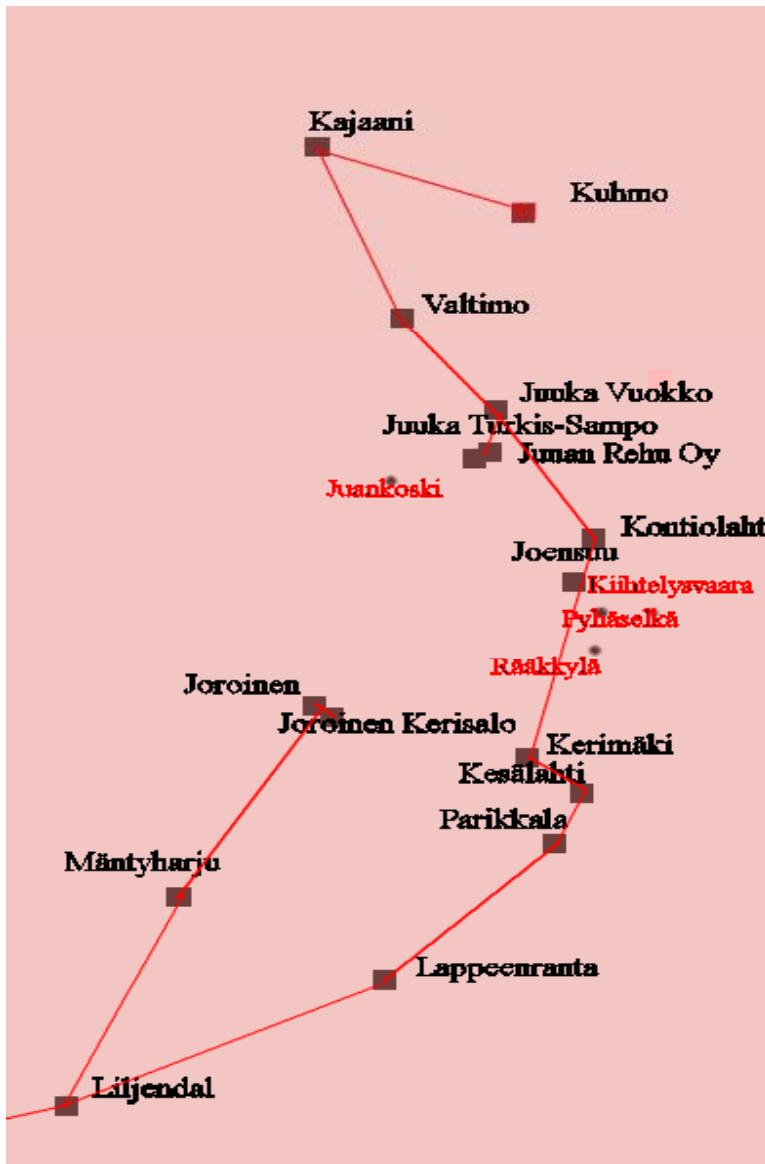 Kajaani
Kuhmo
Valtimo
Juuka Vuokko
Juuka Turkis-Sampo
Juuan Rehu Oy
Juankoski
Kontiolaht
Joensuu
Kiihtelysvaara
Pyhäselkä
Rääkkylä
Joroinen
Joroinen Kerisalo
Kerimäki
Kesälahti
Parikkala
Mäntyharju
Lappeenranta
Liljendal